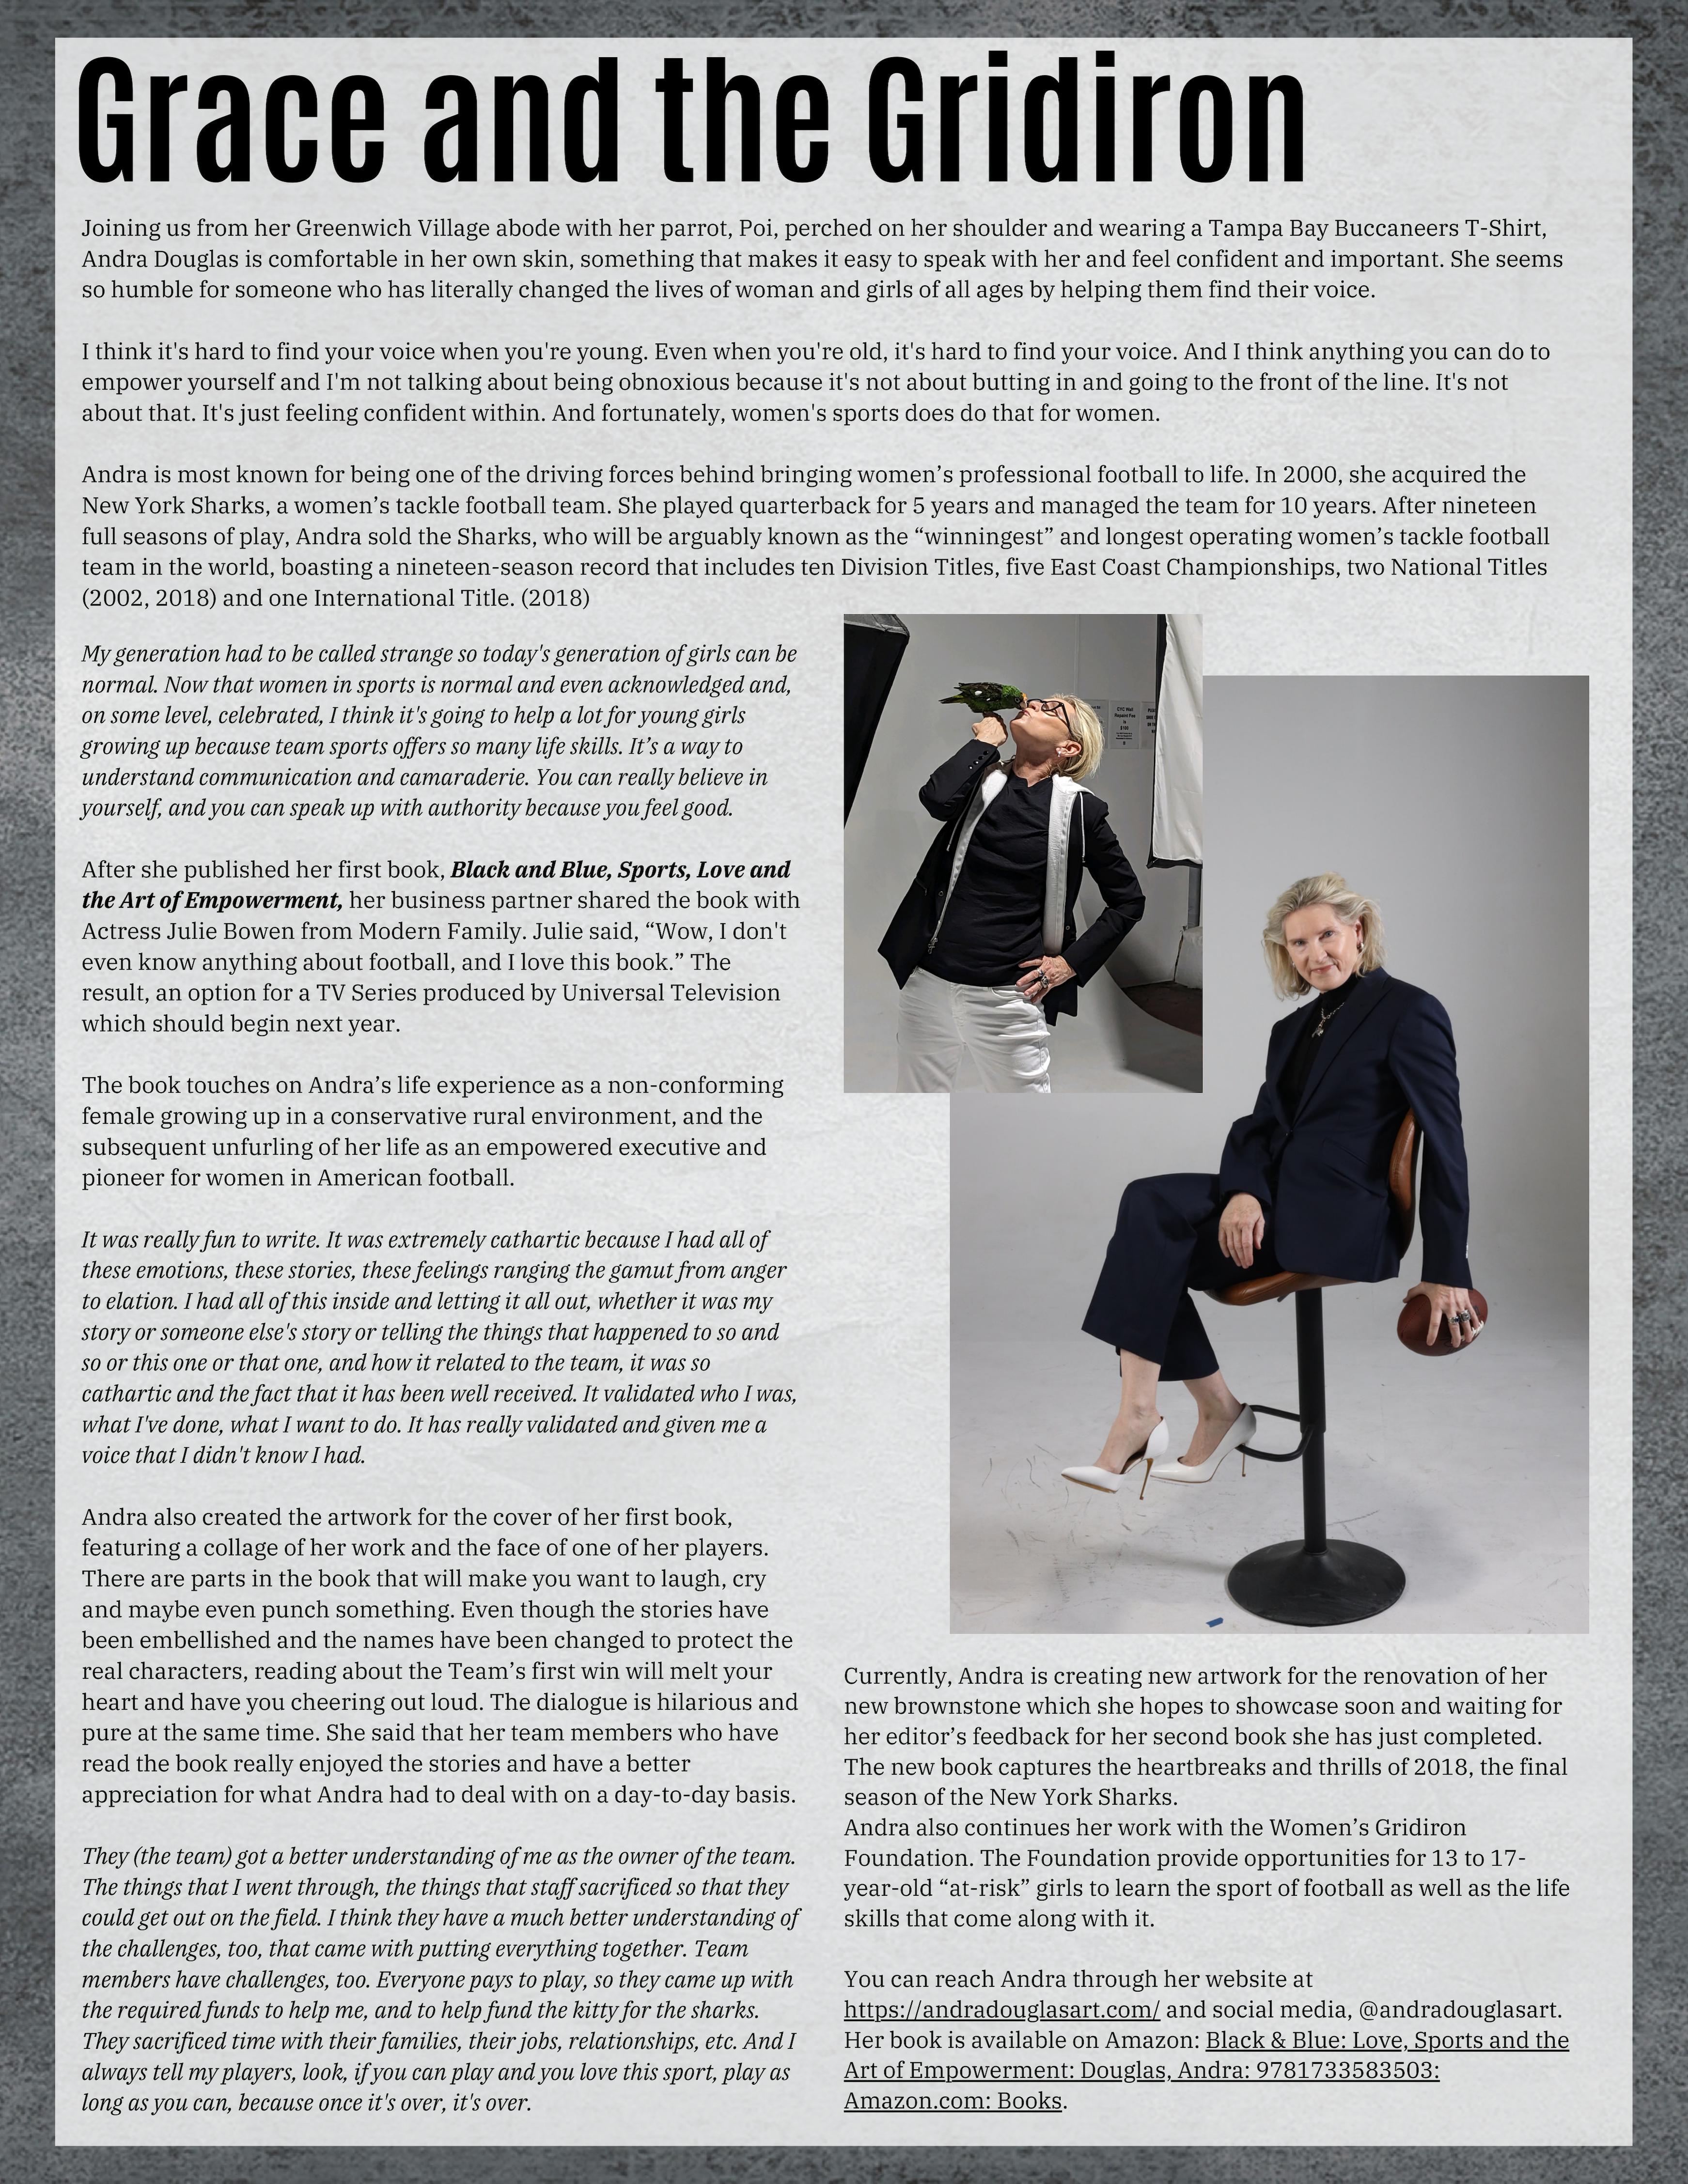 Grace and the Gridiron
Joining us from her Greenwich Village abode with her parrot, Poi, perched on her shoulder and wearing a Tampa Bay Buccaneers T-Shirt,
Andra Douglas is comfortable in her own skin, something that makes it easy to speak with her and feel confident and important. She seems
so humble for someone who has literally changed the lives of woman and girls of all ages by helping them find their voice.
I think it's hard to find your voice when you're young. Even when you're old, it's hard to find your voice. And I think anything you can do to
empower yourself and I'm not talking about being obnoxious because it's not about butting in and going to the front of the line. It's not
about that. It's just feeling confident within. And fortunately, women's sports does do that for women.
Andra is most known for being one of the driving forces behind bringing women’s professional football to life. In 2000, she acquired the
New York Sharks, a women’s tackle football team. She played quarterback for 5 years and managed the team for 10 years. After nineteen
full seasons of play, Andra sold the Sharks, who will be arguably known as the “winningest” and longest operating women’s tackle football
team in the world, boasting a nineteen-season record that includes ten Division Titles, five East Coast Championships, two National Titles
(2002, 2018) and one International Title. (2018)
My generation had to be called strange so today's generation of girls can be
normal. Now that women in sports is normal and even acknowledged and,
on some level, celebrated, I think it's going to help a lot for young girls
growing up because team sports offers so many life skills. It’s a way to
understand communication and camaraderie. You can really believe in
yourself, and you can speak up with authority because you feel good.
After she published her first book, Black and Blue, Sports, Love and
the Art of Empowerment, her business partner shared the book with
Actress Julie Bowen from Modern Family. Julie said, “Wow, I don't
even know anything about football, and I love this book.” The
result, an option for a TV Series produced by Universal Television
which should begin next year.
The book touches on Andra’s life experience as a non-conforming
female growing up in a conservative rural environment, and the
subsequent unfurling of her life as an empowered executive and
pioneer for women in American football.
It was really fun to write. It was extremely cathartic because I had all of
these emotions, these stories, these feelings ranging the gamut from anger
to elation. I had all of this inside and letting it all out, whether it was my
story or someone else's story or telling the things that happened to so and
so or this one or that one, and how it related to the team, it was so
cathartic and the fact that it has been well received. It validated who I was,
what I've done, what I want to do. It has really validated and given me a
voice that I didn't know I had.
Andra also created the artwork for the cover of her first book,
featuring a collage of her work and the face of one of her players.
There are parts in the book that will make you want to laugh, cry
and maybe even punch something. Even though the stories have
been embellished and the names have been changed to protect the
real characters, reading about the Team’s first win will melt your
heart and have you cheering out loud. The dialogue is hilarious and
pure at the same time. She said that her team members who have
read the book really enjoyed the stories and have a better
appreciation for what Andra had to deal with on a day-to-day basis.
They (the team) got a better understanding of me as the owner of the team.
The things that I went through, the things that staff sacrificed so that they
could get out on the field. I think they have a much better understanding of
the challenges, too, that came with putting everything together. Team
members have challenges, too. Everyone pays to play, so they came up with
the required funds to help me, and to help fund the kitty for the sharks.
They sacrificed time with their families, their jobs, relationships, etc. And I
always tell my players, look, if you can play and you love this sport, play as
long as you can, because once it's over, it's over.
Currently, Andra is creating new artwork for the renovation of her
new brownstone which she hopes to showcase soon and waiting for
her editor’s feedback for her second book she has just completed.
The new book captures the heartbreaks and thrills of 2018, the final
season of the New York Sharks.
Andra also continues her work with the Women’s Gridiron
Foundation. The Foundation provide opportunities for 13 to 17-
year-old “at-risk” girls to learn the sport of football as well as the life
skills that come along with it.
You can reach Andra through her website at
https://andradouglasart.com/ and social media, @andradouglasart.
Her book is available on Amazon: Black & Blue: Love, Sports and the
Art of Empowerment: Douglas, Andra: 9781733583503:
Amazon.com: Books.